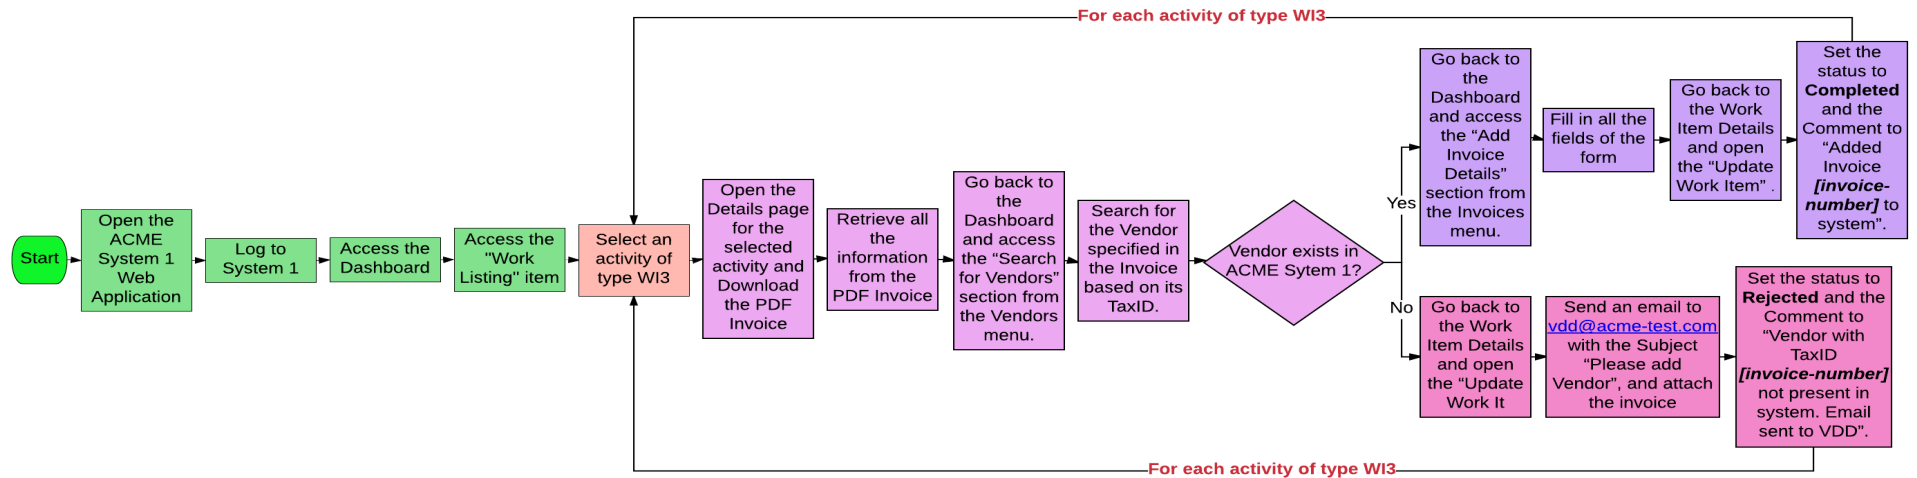 For each activity of type WI3
Start
Open the
ACME
System 1
Web
Application
Log to
System 1
Access the
Dashboard
Access the
"Work
Listing" item
Select an
activity of
type WI3
Open the
Details page
for the
selected
activity and
Download
the PDF
Invoice
Retrieve all
the
information
from the
PDF Invoice
Go back to
the
Dashboard
and access
the “Search
for Vendors”
section from
the Vendors
menu.
Search for
the Vendor
specified in
the Invoice
based on its
TaxID.
Vendor exists in
ACME Sytem 1?
Yes
Go back to
the
Dashboard
and access
the “Add
Invoice
Details”
section from
the Invoices
menu.
Fill in all the
fields of the
form
Go back to
the Work
Item Details
and open
the “Update
Work Item” .
Set the
status to
Completed
and the
Comment to
“Added
Invoice
[invoice-
number] to
system”.
No
Go back to
the Work
Item Details
and open
the “Update
Work It
Send an email to
vdd@acme-test.com
with the Subject
“Please add
Vendor”, and attach
the invoice
Set the status to
Rejected and the
Comment to
“Vendor with
TaxID
[invoice-number]
not present in
system. Email
sent to VDD”.
For each activity of type WI3